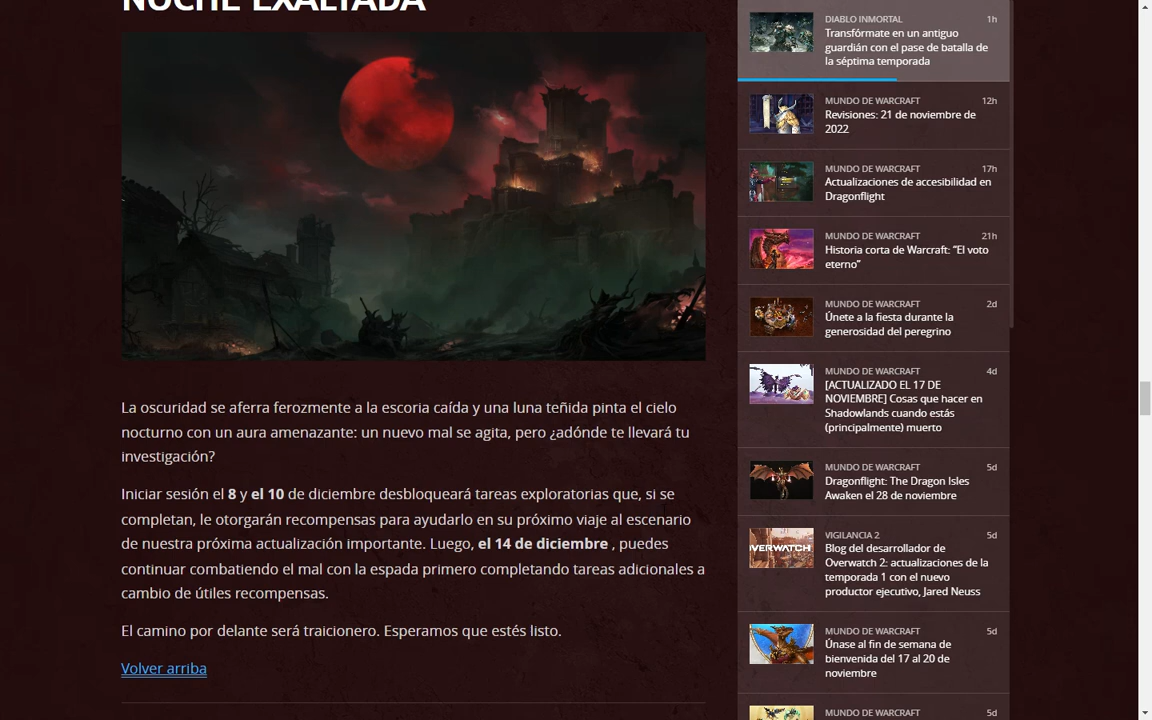 NOCHE EXALTADA
La oscuridad se aferra ferozmente a la escoria caída y una luna teñida pinta el cielo
nocturno con un aura amenazante: un nuevo mal se agita, pero ¿adónde te llevará tu
investigación?
Iniciar sesión el 8 y el 10 de diciembre desbloqueará tareas exploratorias que, si se
completan, le otorgarán recompensas para ayudarlo en su próximo viaje al escenario
de nuestra próxima actualización importante. Luego, el 14 de diciembre , puedes
continuar combatiendo el mal con la espada primero completando tareas adicionales a
cambio de útiles recompensas.
El camino por delante será traicionero. Esperamos que estés listo.
Volver arriba
DIABLO INMORTAL 1h
Transfórmate en un antiguo
guardián con el pase de batalla de
la séptima temporada
MUNDO DE WARCRAFT 12h
Revisiones: 21 de noviembre de
2022
MUNDO DE WARCRAFT 17h
Actualizaciones de accesibilidad en
Dragonflight
MUNDO DE WARCRAFT 21h
Historia corta de Warcraft: “El voto
eterno”
MUNDO DE WARCRAFT 2d
Únete a la fiesta durante la
generosidad del peregrino
MUNDO DE WARCRAFT 4d
[ACTUALIZADO EL 17 DE
NOVIEMBRE] Cosas que hacer en
Shadowlands cuando estás
(principalmente) muerto
MUNDO DE WARCRAFT 5d
Dragonflight: The Dragon Isles
Awaken el 28 de noviembre
VERWATCH
VIGILANCIA 2 5d
Blog del desarrollador de
Overwatch 2: actualizaciones de la
temporada 1 con el nuevo
productor ejecutivo, Jared Neuss
MUNDO DE WARCRAFT 5d
Únase al fin de semana de
bienvenida del 17 al 20 de
noviembre
MUNDO DE WARCRAFT 5d